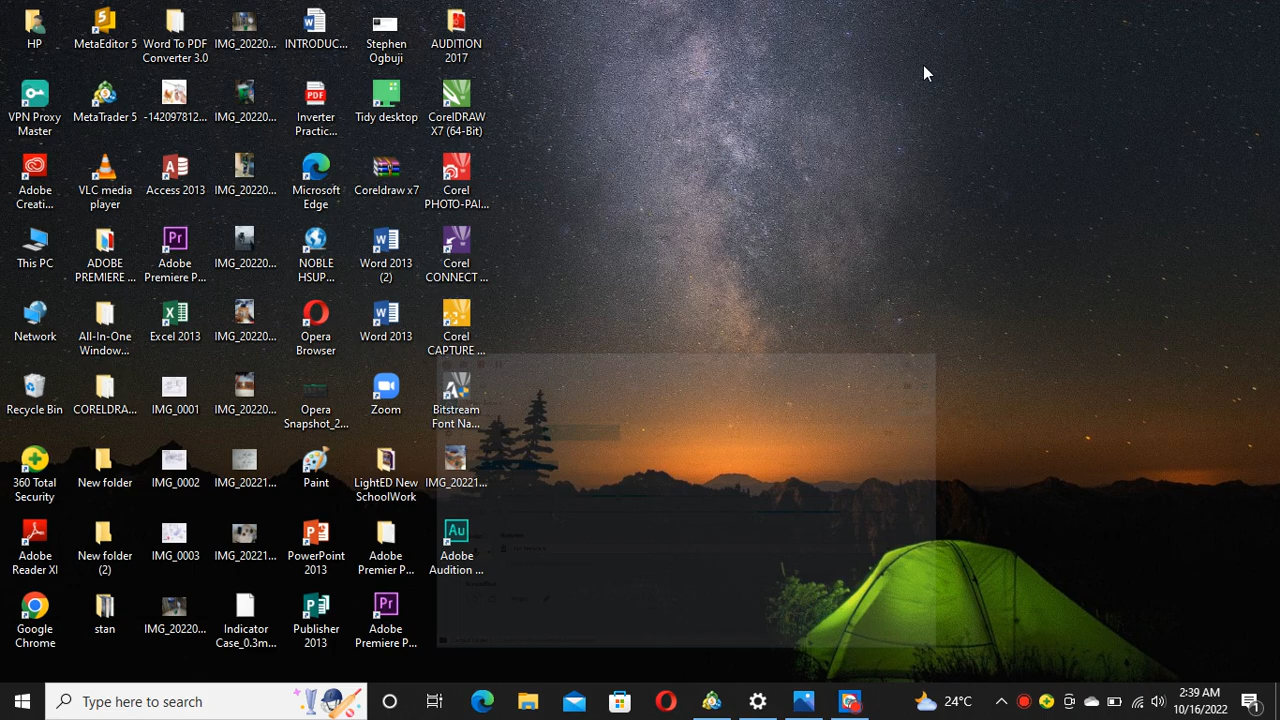 HP
MetaEditor 5
Word To PDF
Converter 3.0
IMG_20220...
INTRODUC...
Stephen
Ogbuji
AUDITION
2017
VPN Proxy
Master
MetaTrader 5
-142097812...
IMG_20220...
Inverter
Practic...
Tidy desktop
CorelDRAW
X7 (64-Bit)
Adobe
Creati...
VLC media
player
Access 2013
IMG_20220...
Microsoft
Edge
Coreldraw x7
Corel
PHOTO-PAI...
This PC
ADOBE
PREMIERE ...
Adobe
Premiere P...
IMG_20220...
NOBLE
HSUP...
Word 2013
(2)
Corel
CONNECT ...
Network
All-In-One
Window...
Excel 2013
IMG_20220...
Opera
Browser
Word 2013
Corel
CAPTURE ...
Recycle Bin
CORELDRA...
IMG_0001
IMG_20220...
Opera
Snapshot_2...
Zoom
Bitstream
Font Na...
360 Total
Security
New folder
IMG_0002
IMG_20221...
Paint
LightED New
SchoolWork
IMG_20221...
Adobe
Reader XI
New folder
(2)
IMG_0003
IMG_20221...
PowerPoint
2013
Adobe
Premier P...
Adobe
Audition ...
Google
Chrome
stan
IMG_20220...
Indicator
Case_0.3m...
Publisher
2013
Adobe
Premiere P...
Type here to search
24°C
2:39 AM
10/16/2022
1